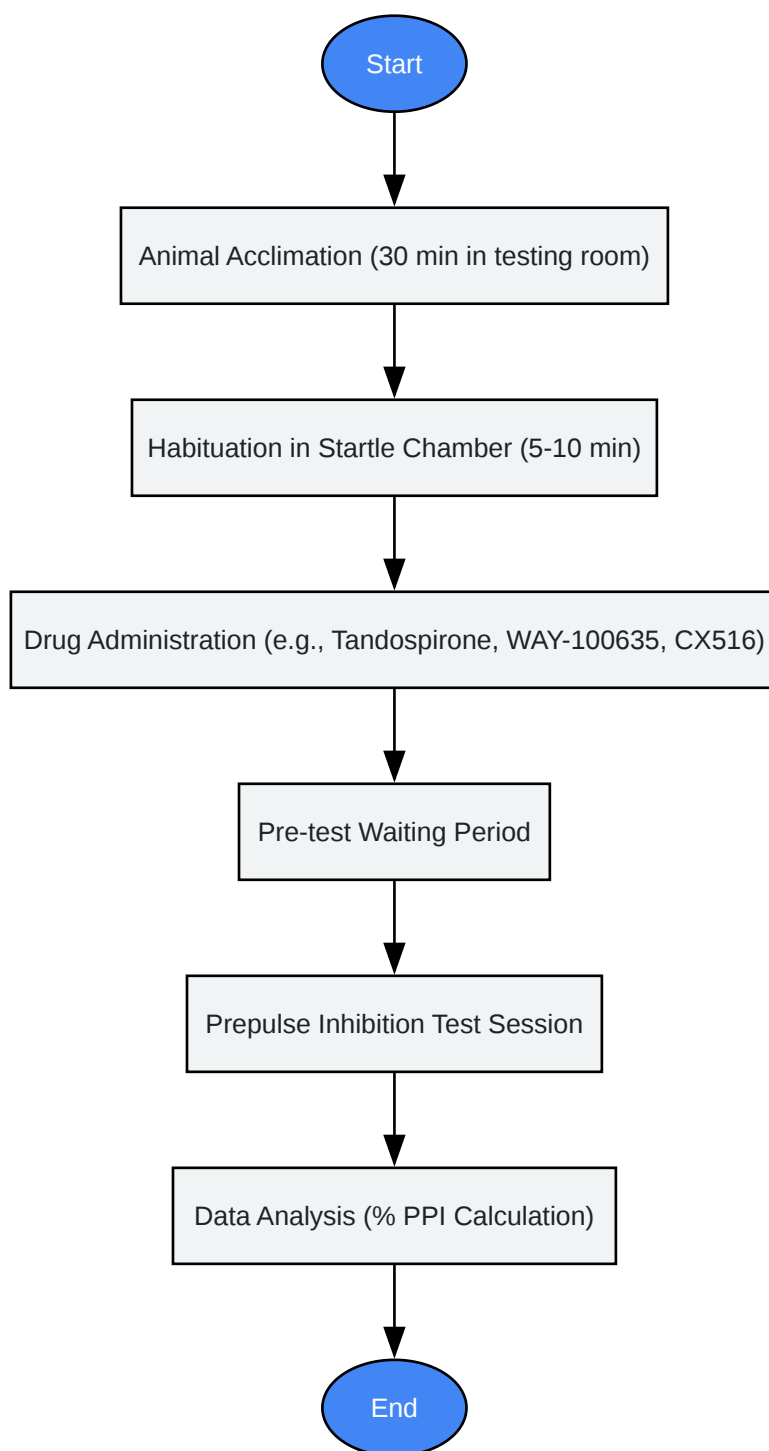 Start
Animal Acclimation (30 min in testing room)
Habituation in Startle Chamber (5-10 min)
Drug Administration (e.g., Tandospirone, WAY-100635, CX516)
Pre-test Waiting Period
Prepulse Inhibition Test Session
Data Analysis (% PPI Calculation)
End